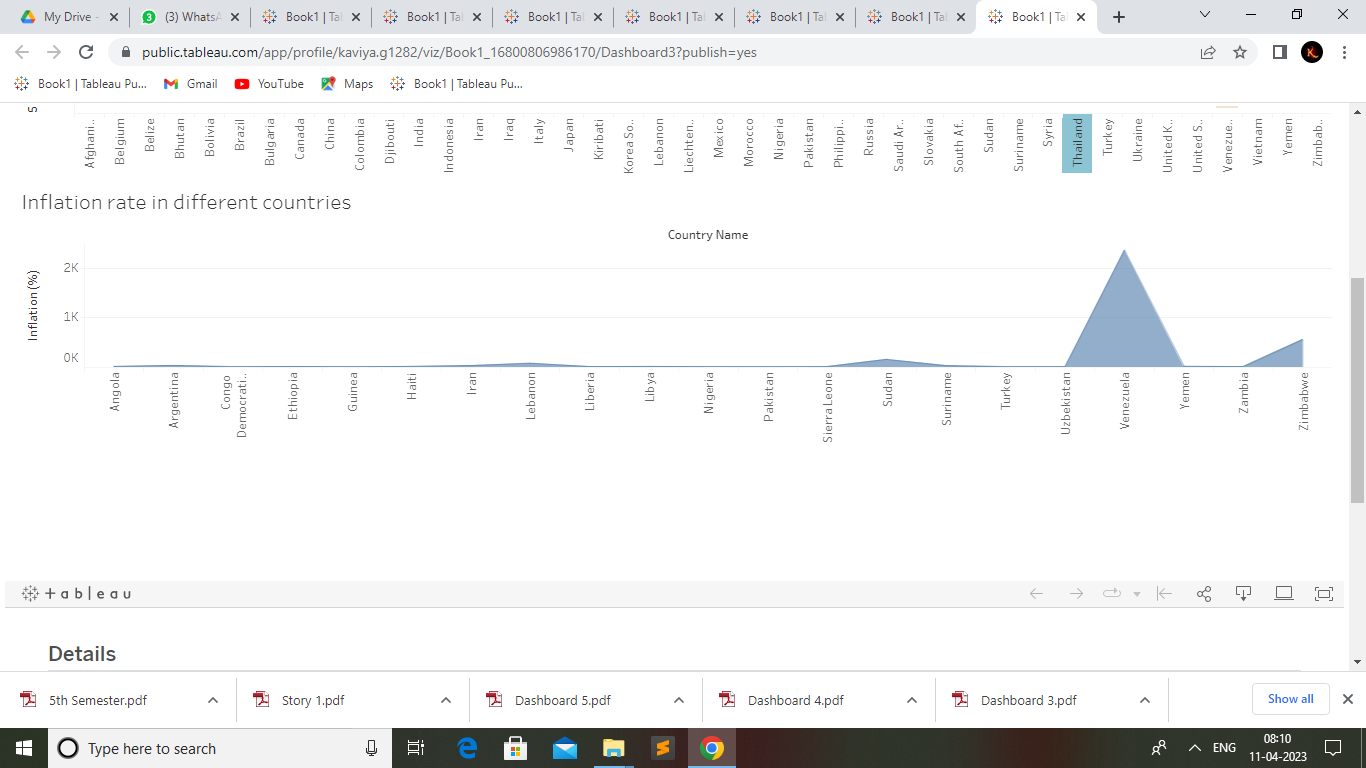 My Drive -
3 (3) WhatsA
Book1 | Tal
Book1 | Tal
Book1 | Tal
Book1 | Tal
Book1 | Tal
Book1 | Tal
Book1 | Ta
public.tableau.com/app/profile/kaviya.g1282/viz/Book1_16800806986170/Dashboard3?publish=yes
Book1 | Tableau Pu... Gmail YouTube Maps Book1 | Tableau Pu...
S
Afghani.. Belgium Belize Bhutan Bolivia Brazil Bulgaria Canada China Colombia Djibouti India Indonesia Iran Iraq Italy Japan Kiribati Korea So.. Lebanon Liechten.. Mexico Morocco Nigeria Pakistan Philippi.. Russia Saudi Ar.. Slovakia South Af.. Sudan Suriname Syria Thailand Turkey Ukraine United K.. United S.. Venezue.. Vietnam Yemen Zimbab..
Inflation rate in different countries
Country Name
Inflation (%)
2K
1K
0K
Angola Argentina Congo Democrati.. Ethiopia Guinea Haiti Iran Lebanon Liberia Libya Nigeria Pakistan Sierra Leone Sudan Suriname Turkey Uzbekistan Venezuela Yemen Zambia Zimbabwe
+ a b l e a u
Details
5th Semester.pdf Story 1.pdf Dashboard 5.pdf Dashboard 4.pdf Dashboard 3.pdf Show all
Type here to search
ENG
08:10
11-04-2023